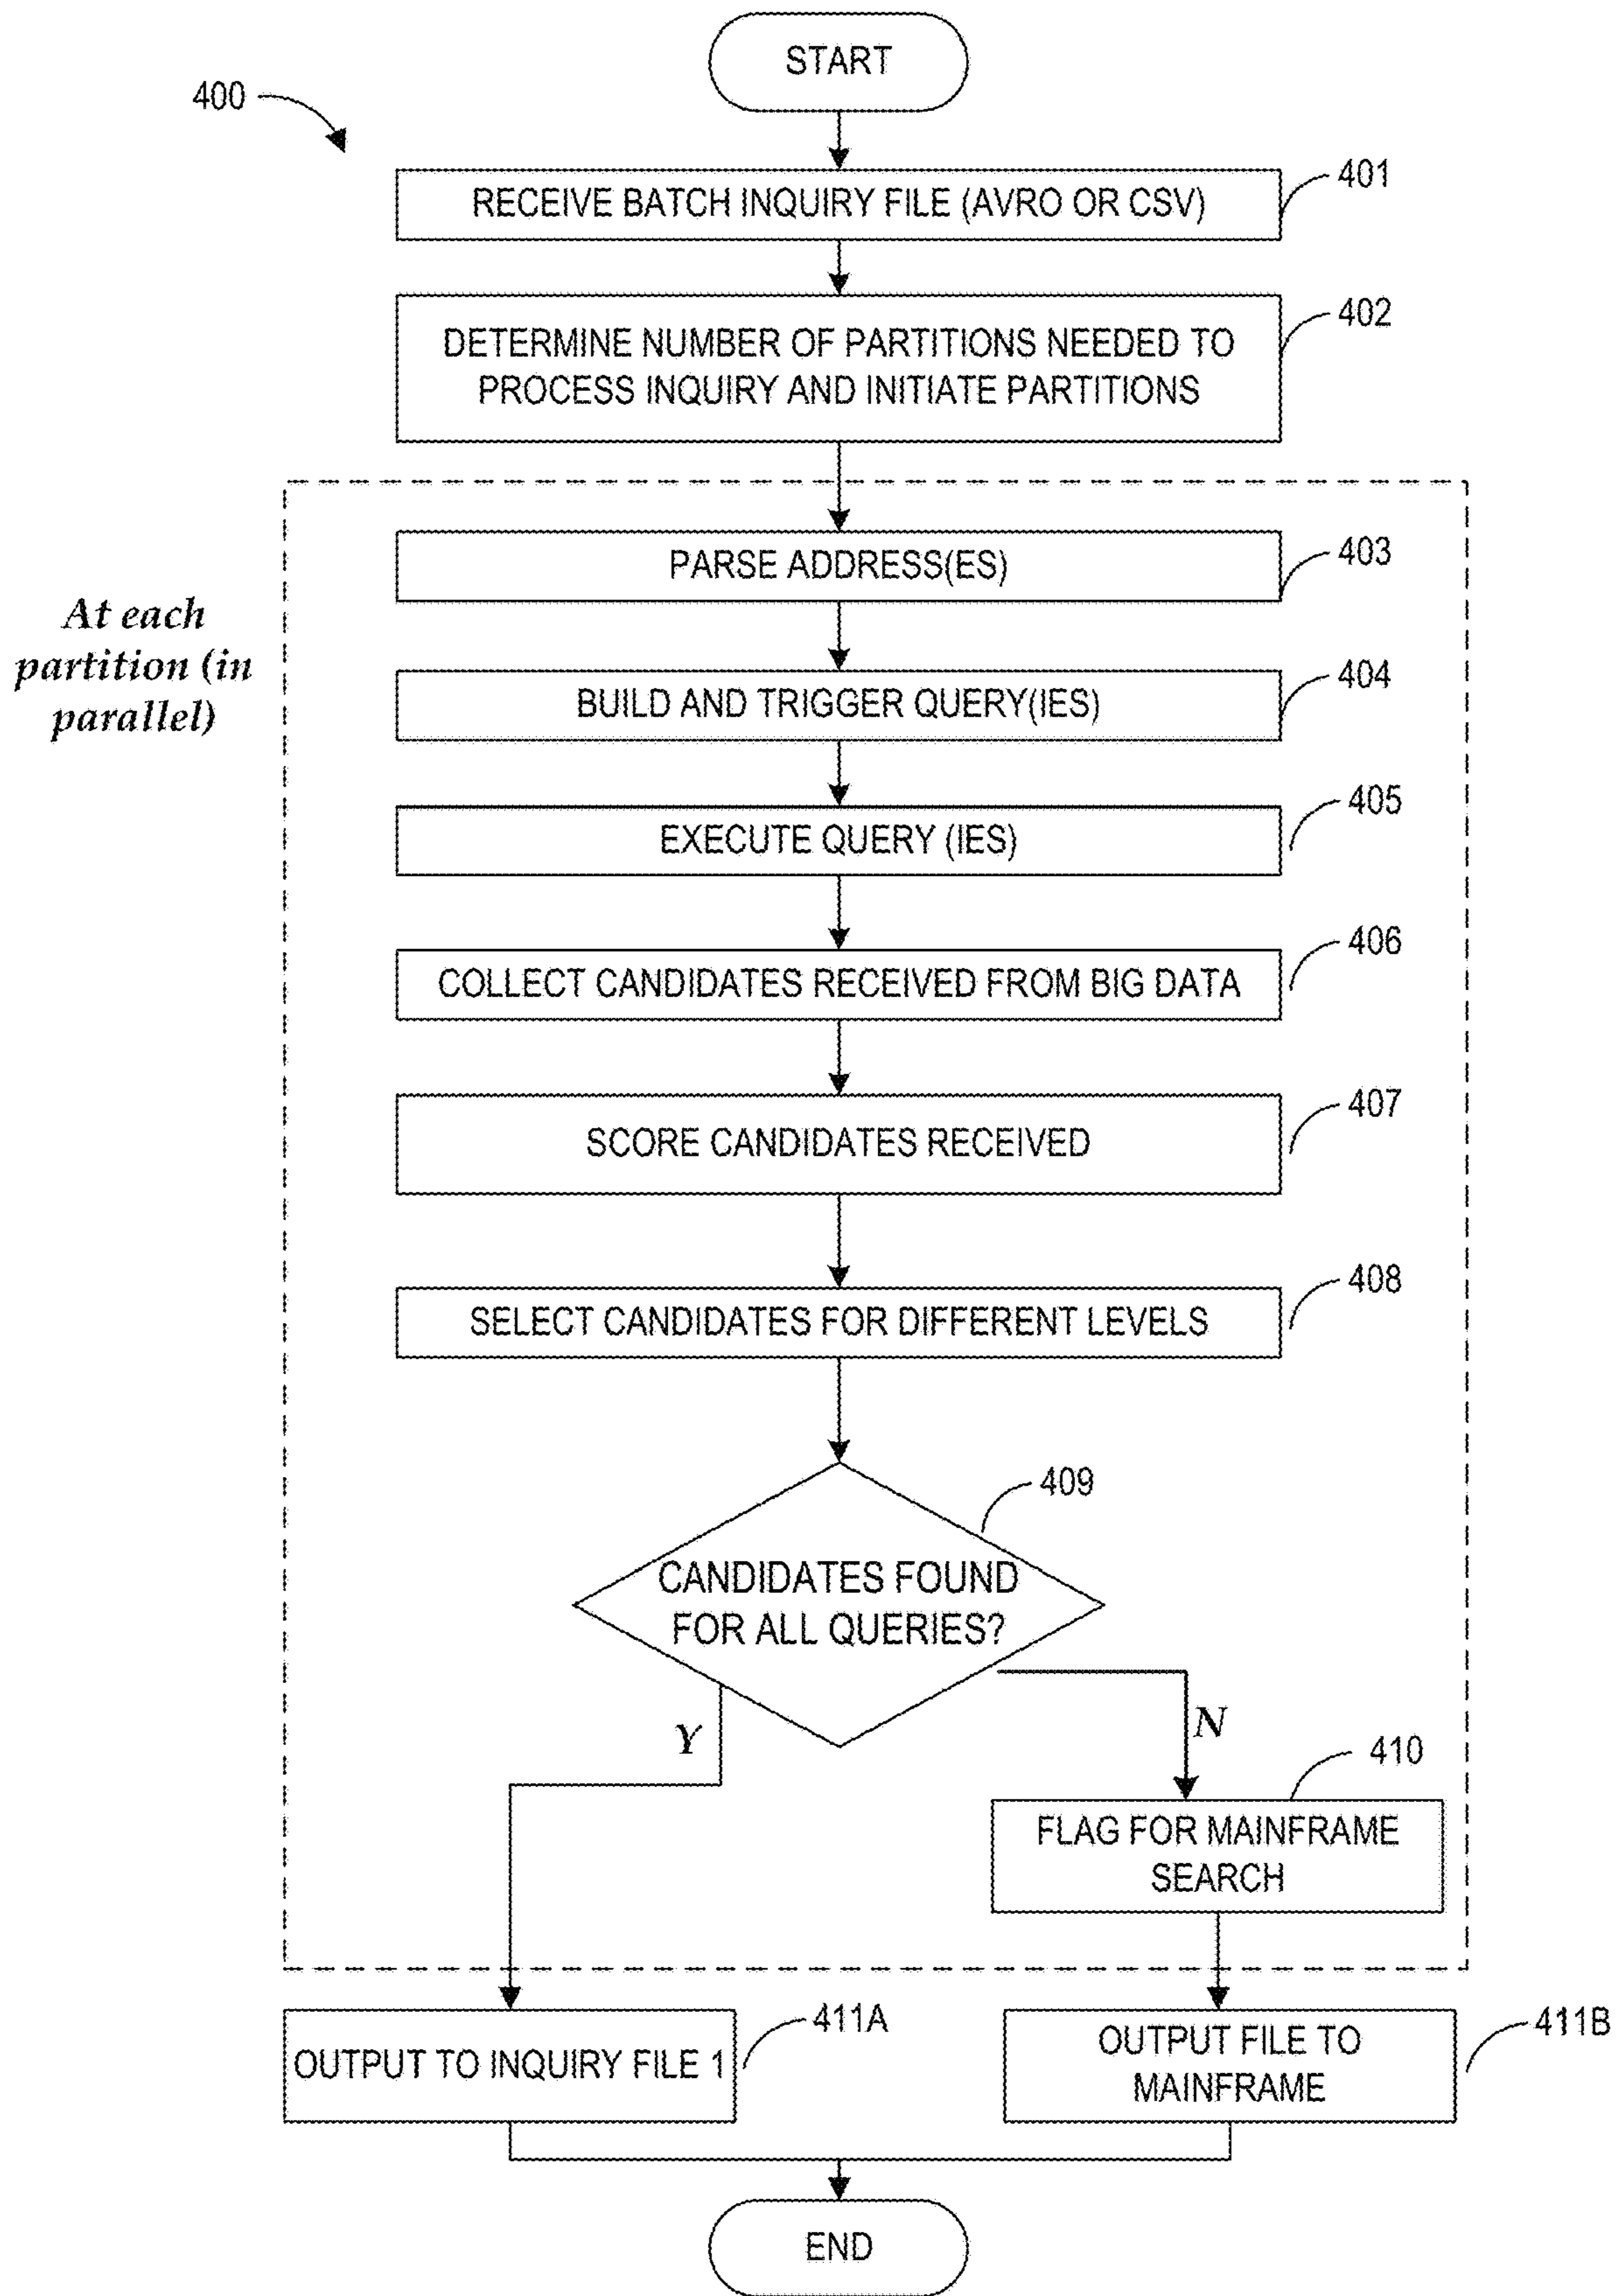 START
400
RECEIVE BATCH INQUIRY FILE (AVRO OR CSV)
401
DETERMINE NUMBER OF PARTITIONS NEEDED TO
PROCESS INQUIRY AND INITIATE PARTITIONS
402
At each
partition (in
parallel)
PARSE ADDRESS(ES)
403
BUILD AND TRIGGER QUERY(IES)
404
EXECUTE QUERY (IES)
405
COLLECT CANDIDATES RECEIVED FROM BIG DATA
406
SCORE CANDIDATES RECEIVED
407
SELECT CANDIDATES FOR DIFFERENT LEVELS
408
CANDIDATES FOUND
FOR ALL QUERIES?
409
Y
N
410
FLAG FOR MAINFRAME
SEARCH
OUTPUT TO INQUIRY FILE 1
411A
OUTPUT FILE TO
MAINFRAME
411B
END